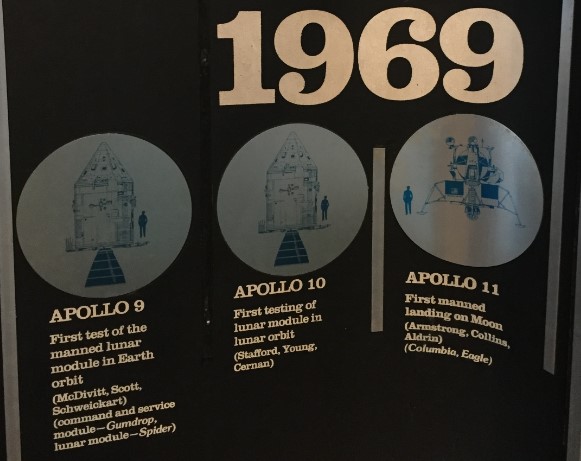 1969
APOLLO 9
First test of the
manned lunar
module in Earth
orbit
(McDivitt, Scott,
Schweickart)
(command and service
module—Gumdrop,
lunar module—Spider)
APOLLO 10
First testing of
lunar module in
lunar orbit
(Stafford, Young,
Cernan)
APOLLO 11
First manned
landing on Moon
(Armstrong, Collins,
Aldrin)
(Columbia, Eagle)